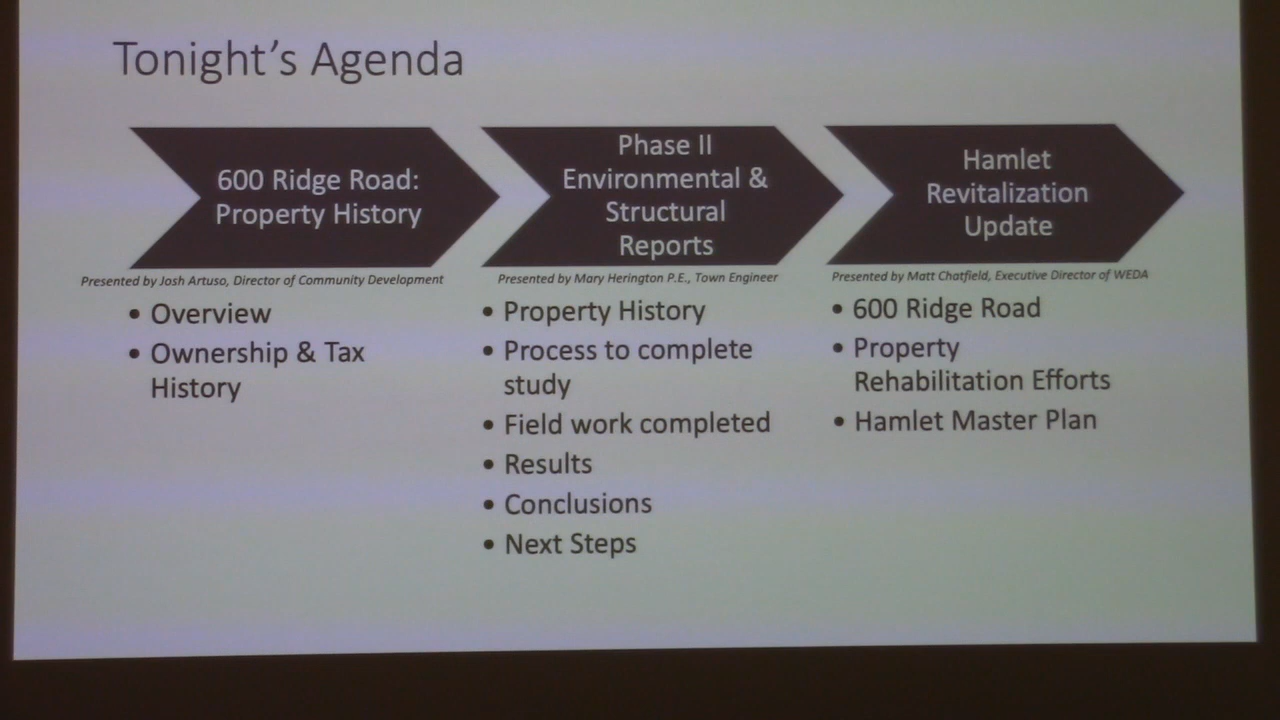 Tonight's Agenda
600 Ridge Road:
Property History
Presented by Josh Artuso, Director of Community Development
• Overview
• Ownership & Tax
History
Phase II
Environmental &
Structural
Reports
Presented by Mary Herington P.E., Town Engineer
• Property History
• Process to complete
study
• Field work completed
• Results
• Conclusions
• Next Steps
Hamlet
Revitalization
Update
Presented by Matt Chatfield, Executive Director of WEDA
• 600 Ridge Road
• Property
Rehabilitation Efforts
• Hamlet Master Plan